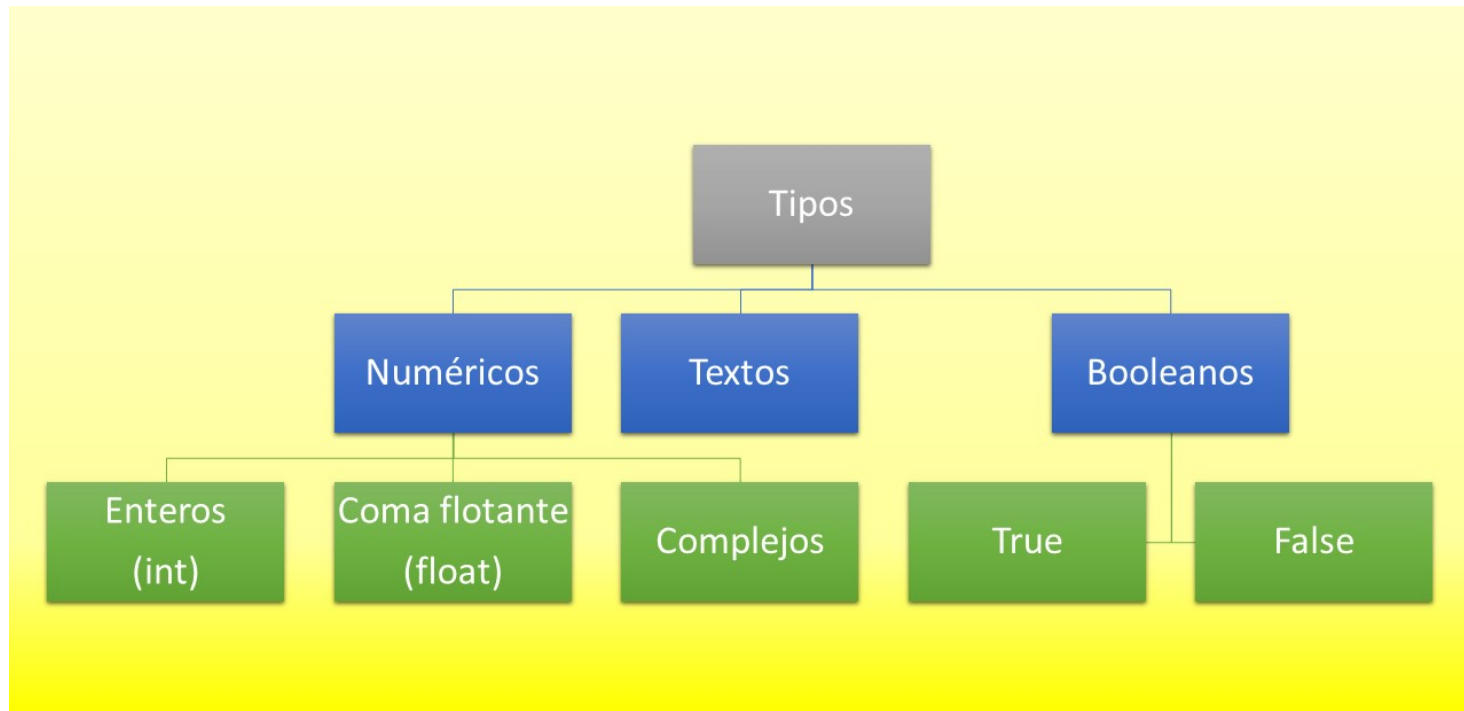 Tipos
Numéricos
Textos
Booleanos
Enteros
(int)
Coma flotante
(float)
Complejos
True
False